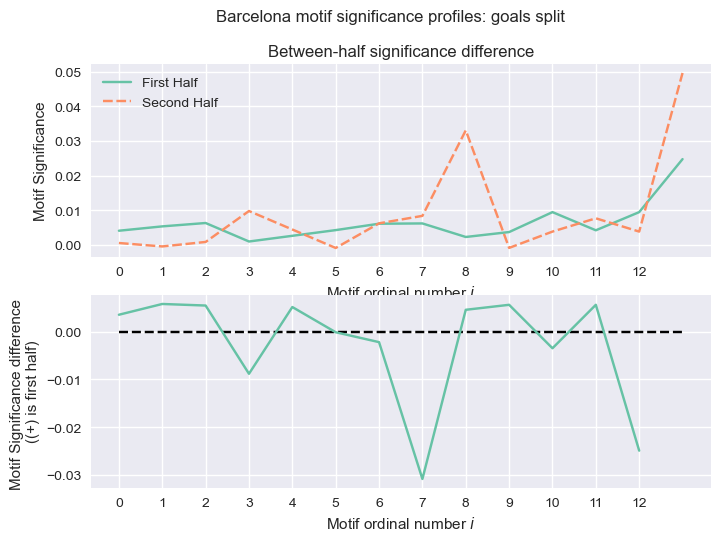 Barcelona motif significance profiles: goals split
Between-half significance difference
First Half
Second Half
0.05
0.04
0.03
0.02
0.01
0.00
Motif Significance
0 1 2 3 4 5 6 7 8 9 10 11 12
Motif ordinal number i
0.00
−0.01
−0.02
−0.03
Motif Significance difference
((+) is first half)
0 1 2 3 4 5 6 7 8 9 10 11 12
Motif ordinal number i